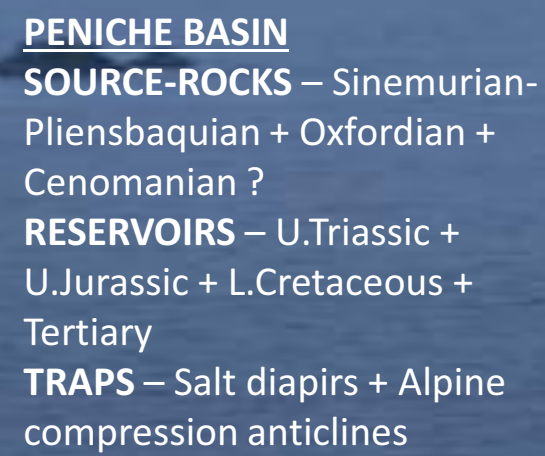 PENICHE BASIN
SOURCE-ROCKS – Sinemurian-
Pliensbaquian + Oxfordian +
Cenomanian ?
RESERVOIRS – U.Triassic +
U.Jurassic + L.Cretaceous +
Tertiary
TRAPS – Salt diapirs + Alpine
compression anticlines